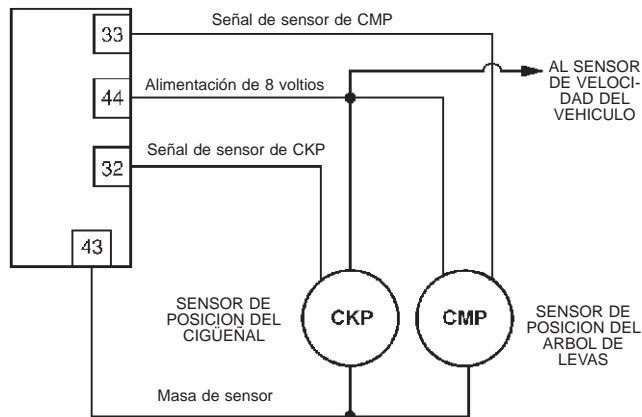 33
Señal de sensor de CMP
44
Alimentación de 8 voltios
AL SENSOR
DE VELOCI-
DAD DEL
VEHICULO
32
Señal de sensor de CKP
43
SENSOR DE
POSICION DEL
CIGÜEÑAL
CKP
CMP
SENSOR DE
POSICION DEL
ARBOL DE
LEVAS
Masa de sensor